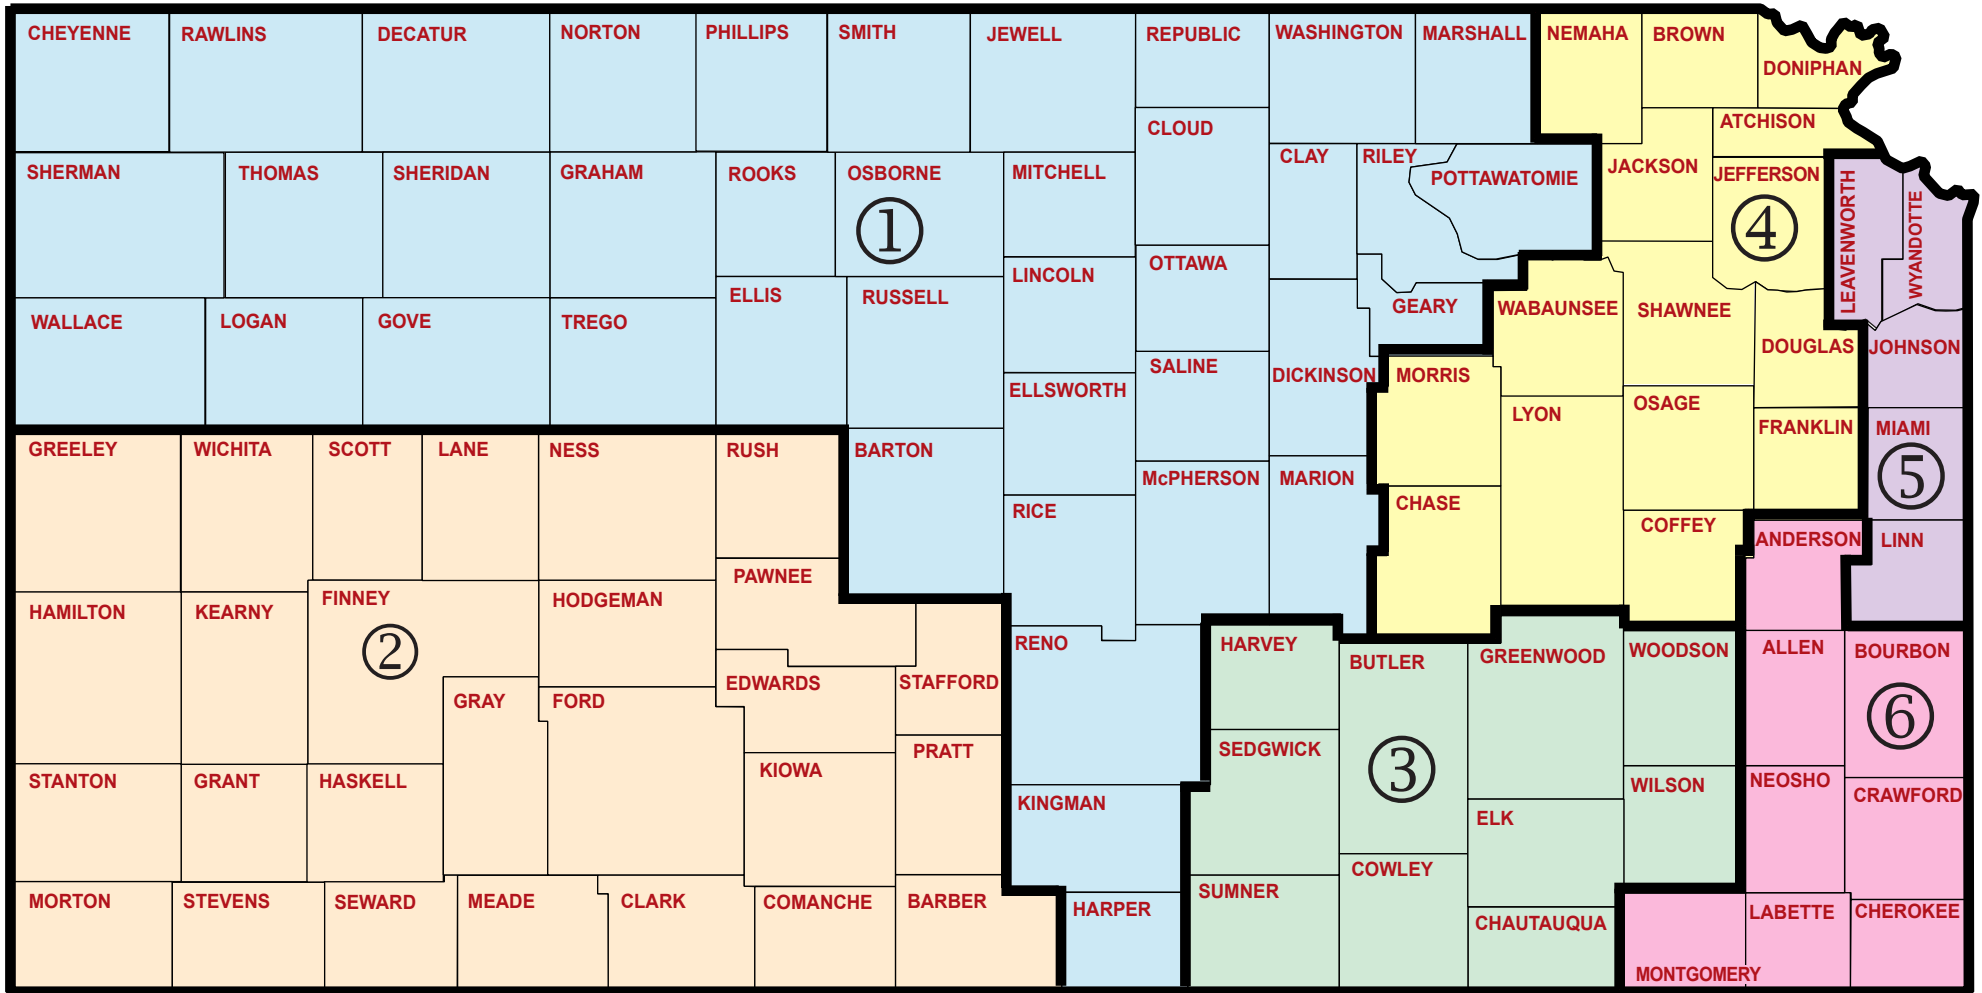 CHEYENNE
RAWLINS
DECATUR
NORTON
PHILLIPS
SMITH
JEWELL
REPUBLIC
WASHINGTON
MARSHALL
NEMAHA
BROWN
DONIPHAN
CLOUD
ATCHISON
SHERMAN
THOMAS
SHERIDAN
GRAHAM
ROOKS
OSBORNE
MITCHELL
CLAY
RILEY
POTTAWATOMIE
JACKSON
JEFFERSON
LEAVENWORTH
WYANDOTTE
①
④
WALLACE
LOGAN
GOVE
TREGO
ELLIS
RUSSELL
LINCOLN
OTTAWA
GEARY
WABAUNSEE
SHAWNEE
DOUGLAS
JOHNSON
SALINE
DICKINSON
MORRIS
ELLSWORTH
LYON
OSAGE
FRANKLIN
MIAMI
⑤
GREELEY
WICHITA
SCOTT
LANE
NESS
RUSH
BARTON
McPHERSON
MARION
RICE
CHASE
COFFEY
ANDERSON
LINN
PAWNEE
HAMILTON
KEARNY
FINNEY
HODGEMAN
②
RENO
HARVEY
BUTLER
GREENWOOD
WOODSON
ALLEN
BOURBON
GRAY
FORD
EDWARDS
STAFFORD
⑥
STANTON
GRANT
HASKELL
KIOWA
PRATT
SEDGWICK
③
WILSON
NEOSHO
CRAWFORD
KINGMAN
ELK
MORTON
STEVENS
SEWARD
MEADE
CLARK
COMANCHE
BARBER
HARPER
SUMNER
COWLEY
CHAUTAUQUA
LABETTE
CHEROKEE
MONTGOMERY